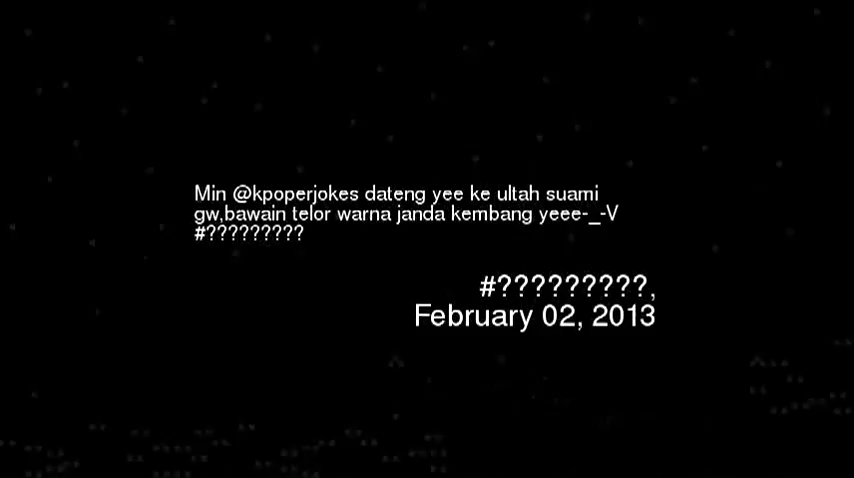 Min @kpoperjokes dateng yee ke ultah suami
gw,bawain telor warna janda kembang yeee-_-V
#?????????
#?????????,
February 02, 2013